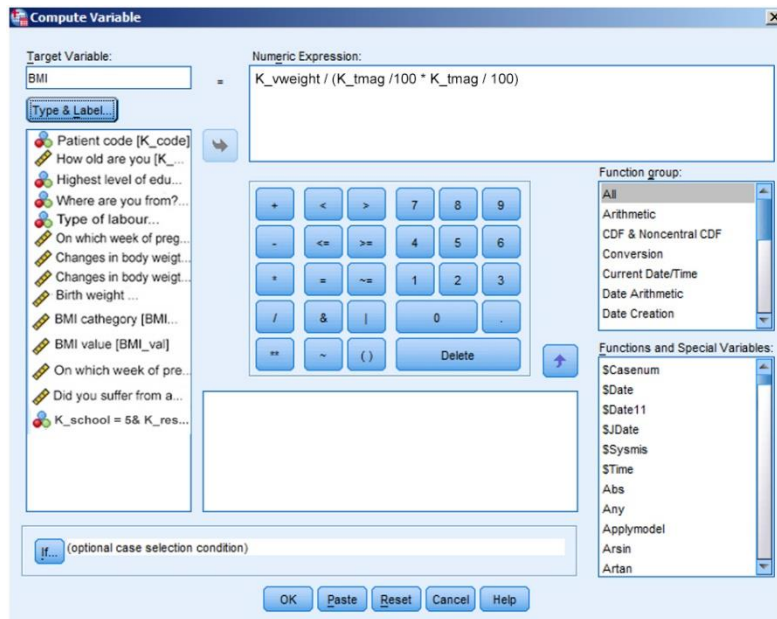 Compute Variable
Target Variable:
BMI
=
Numeric Expression:
K_vweight / (K_tmag /100 * K_tmag / 100)
Type & Label...
Patient code [K_code]
How old are you [K_...
Highest level of edu...
Where are you from?...
Type of labour...
On which week of preg...
Changes in body weigt...
Changes in body weigt...
Birth weight ...
BMI cathegory [BMI...
BMI value [BMI_val]
On which week of pre...
Did you suffer from a...
K_school = 5& K_res...
+ < > 7 8 9
- <= >= 4 5 6
* = ~= 1 2 3
/ & | 0 .
** ~ ( ) Delete
Function group:
All
Arithmetic
CDF & Noncentral CDF
Conversion
Current Date/Time
Date Arithmetic
Date Creation
Functions and Special Variables:
$Casenum
$Date
$Date11
$JDate
$Sysmis
$Time
Abs
Any
Applymodel
Arsin
Artan
If... (optional case selection condition)
OK Paste Reset Cancel Help